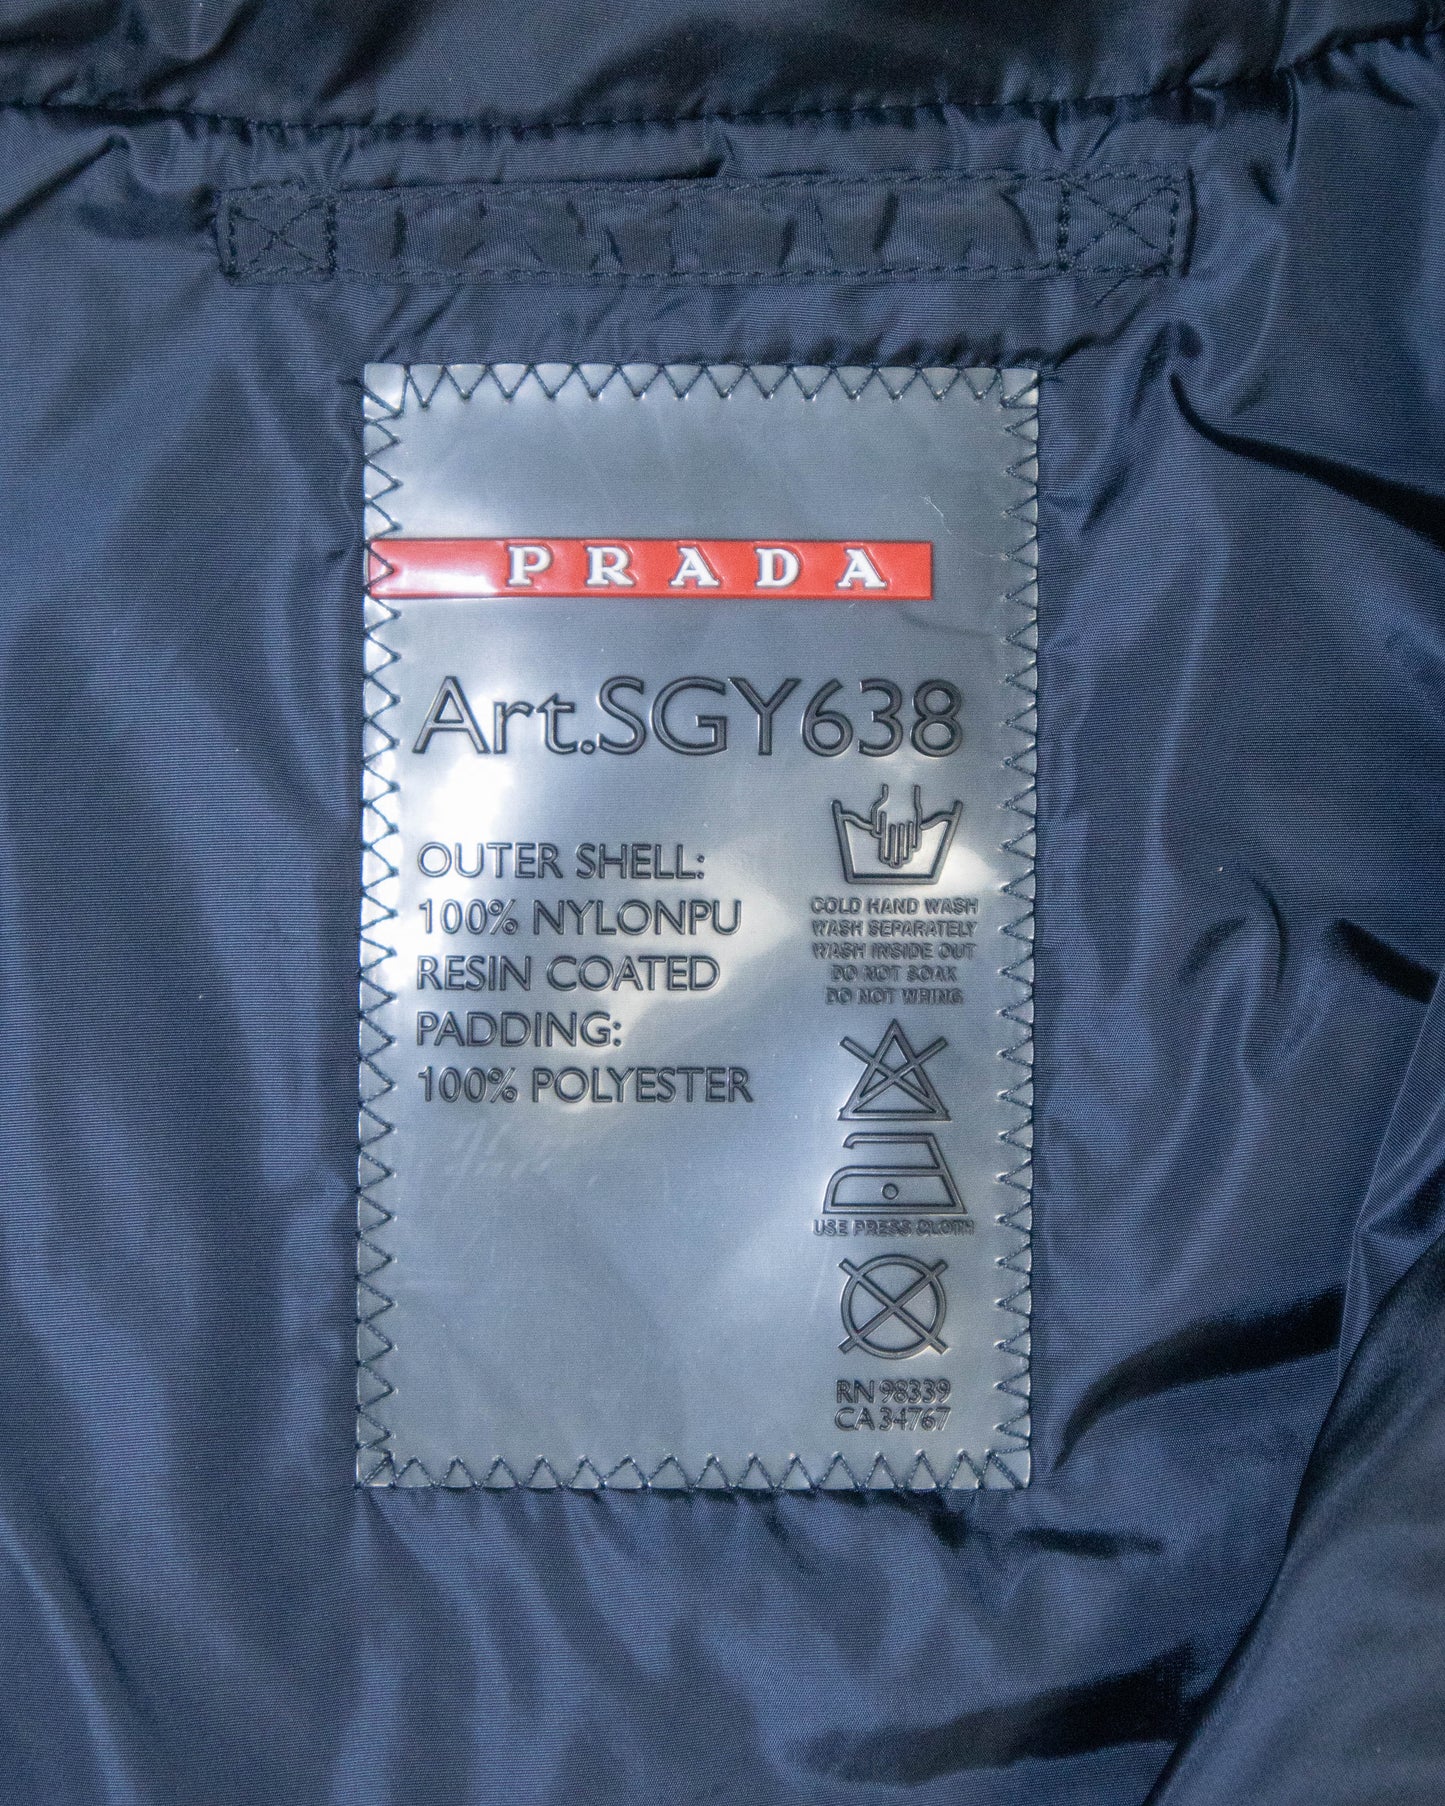 PRADA
Art.SGY638
OUTER SHELL:
100% NYLONPU
RESIN COATED
PADDING:
100% POLYESTER
COLD HAND WASH
WASH SEPARATELY
WASH INSIDE OUT
DO NOT SOAK
DO NOT WRING
USE PRESS CLOTH
RN 98339
CA 34767